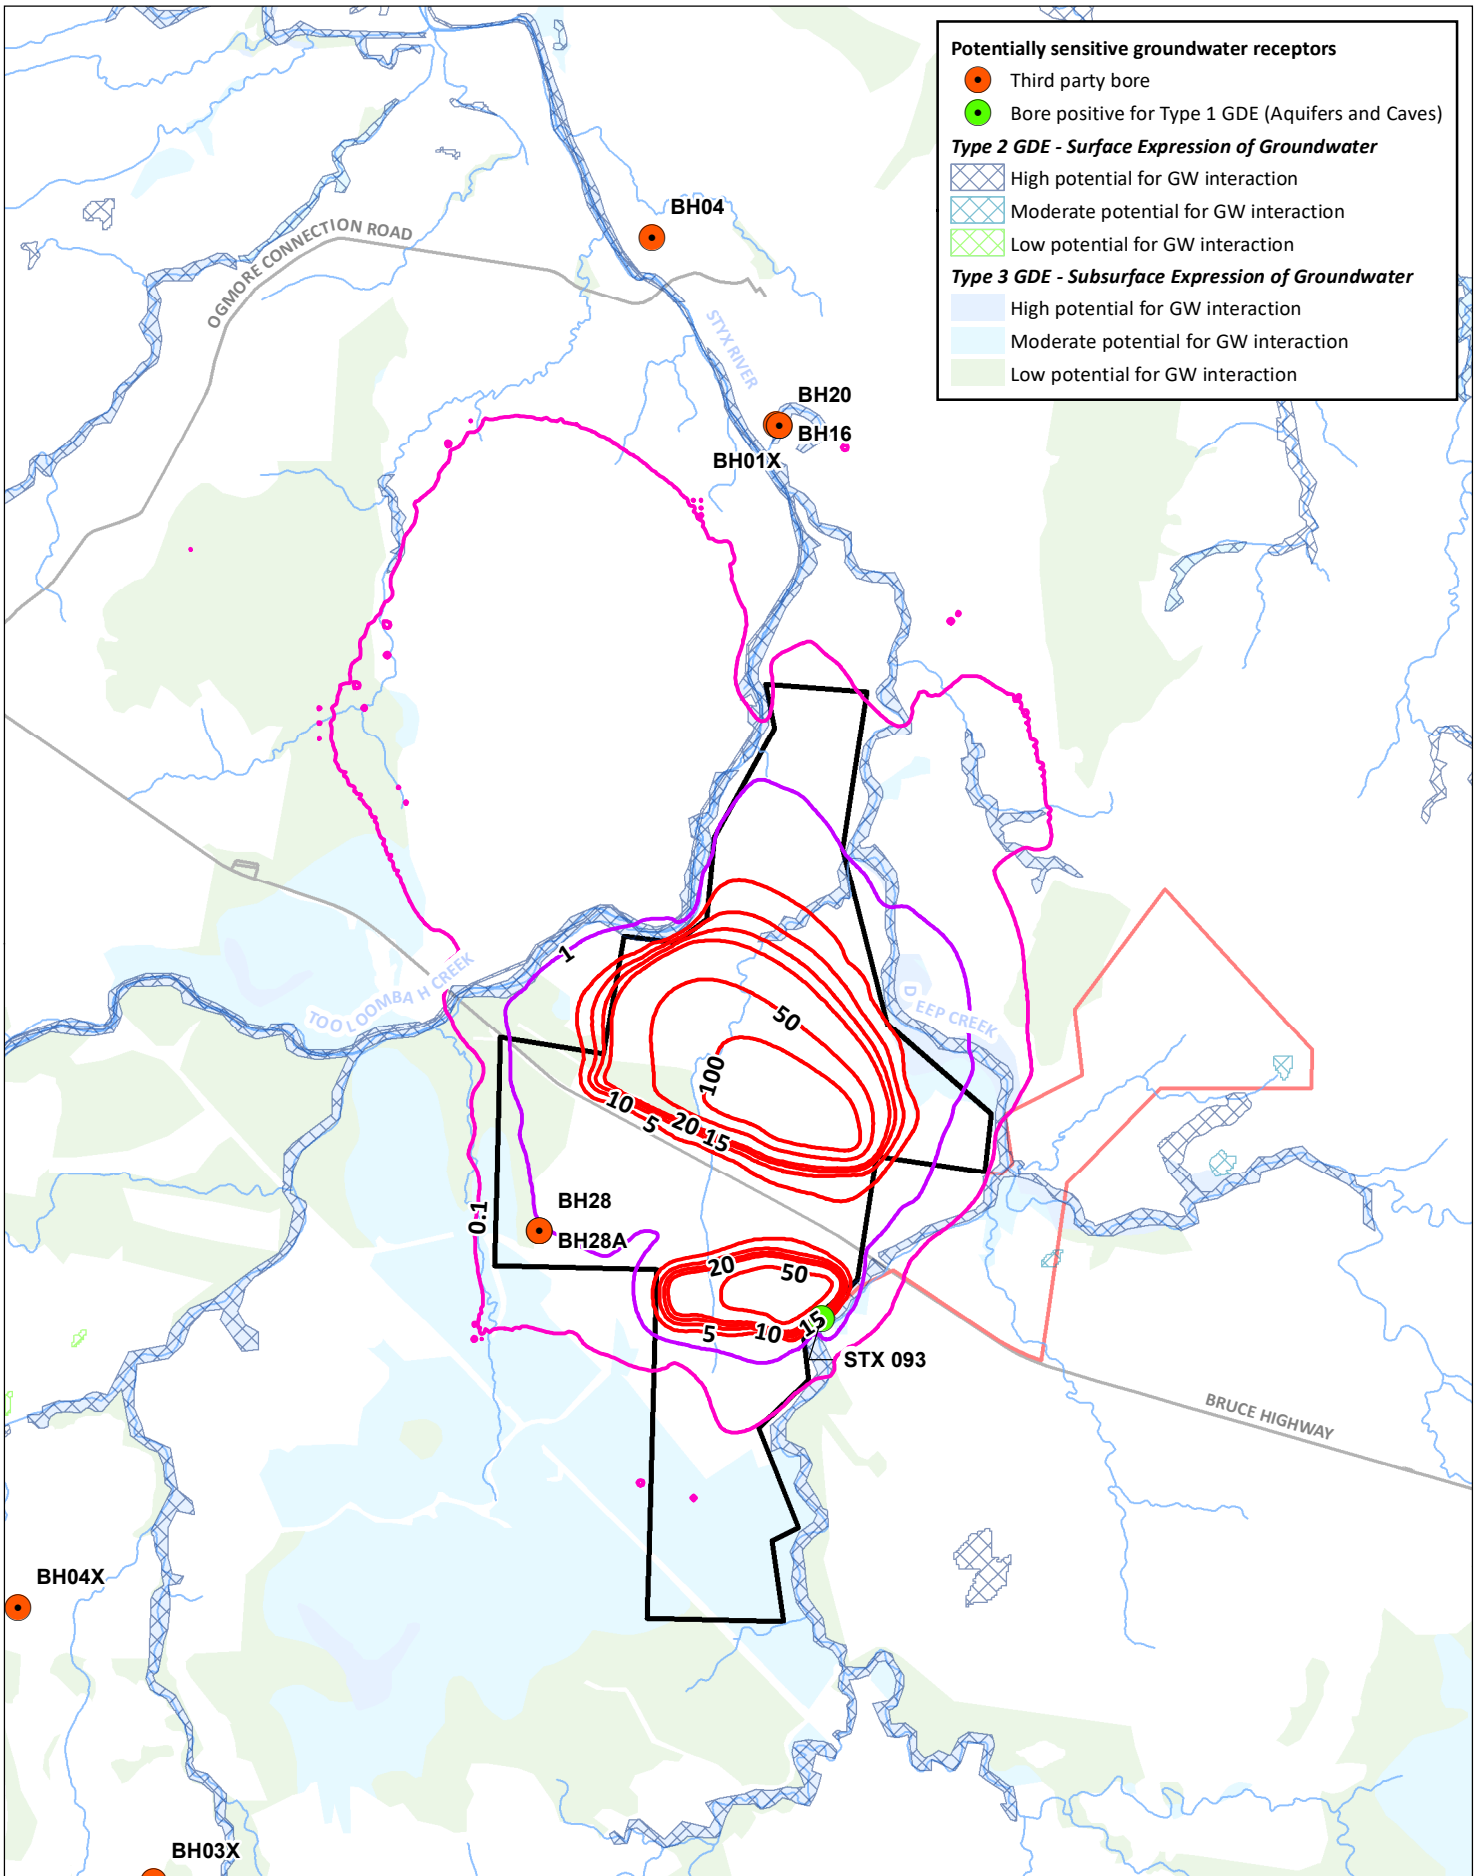 Potentially sensitive groundwater receptors
Third party bore
Bore positive for Type 1 GDE (Aquifers and Caves)
Type 2 GDE - Surface Expression of Groundwater
High potential for GW interaction
Moderate potential for GW interaction
Low potential for GW interaction
Type 3 GDE - Subsurface Expression of Groundwater
High potential for GW interaction
Moderate potential for GW interaction
Low potential for GW interaction
BH04
OGMORE CONNECTION ROAD
STYX RIVER
BH20
BH16
BH01X
1
TOOLOOMBAH CREEK
DEEP CREEK
50
100
10
20
15
5
0.1
BH28
BH28A
20
50
15
5
10
STX 093
BRUCE HIGHWAY
BH04X
BH03X